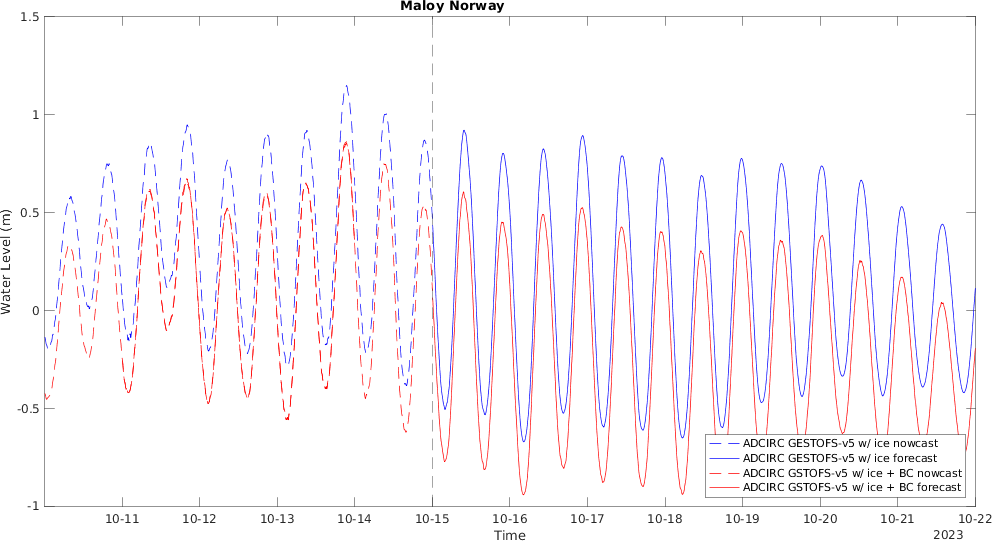 Maloy Norway
1.5
1
0.5
0
-0.5
-1
Water Level (m)
10-11 10-12 10-13 10-14 10-15 10-16 10-17 10-18 10-19 10-20 10-21 10-22
Time
2023
ADCIRC GESTOFS-v5 w/ ice nowcast
ADCIRC GESTOFS-v5 w/ ice forecast
ADCIRC GSTOFS-v5 w/ ice + BC nowcast
ADCIRC GSTOFS-v5 w/ ice + BC forecast